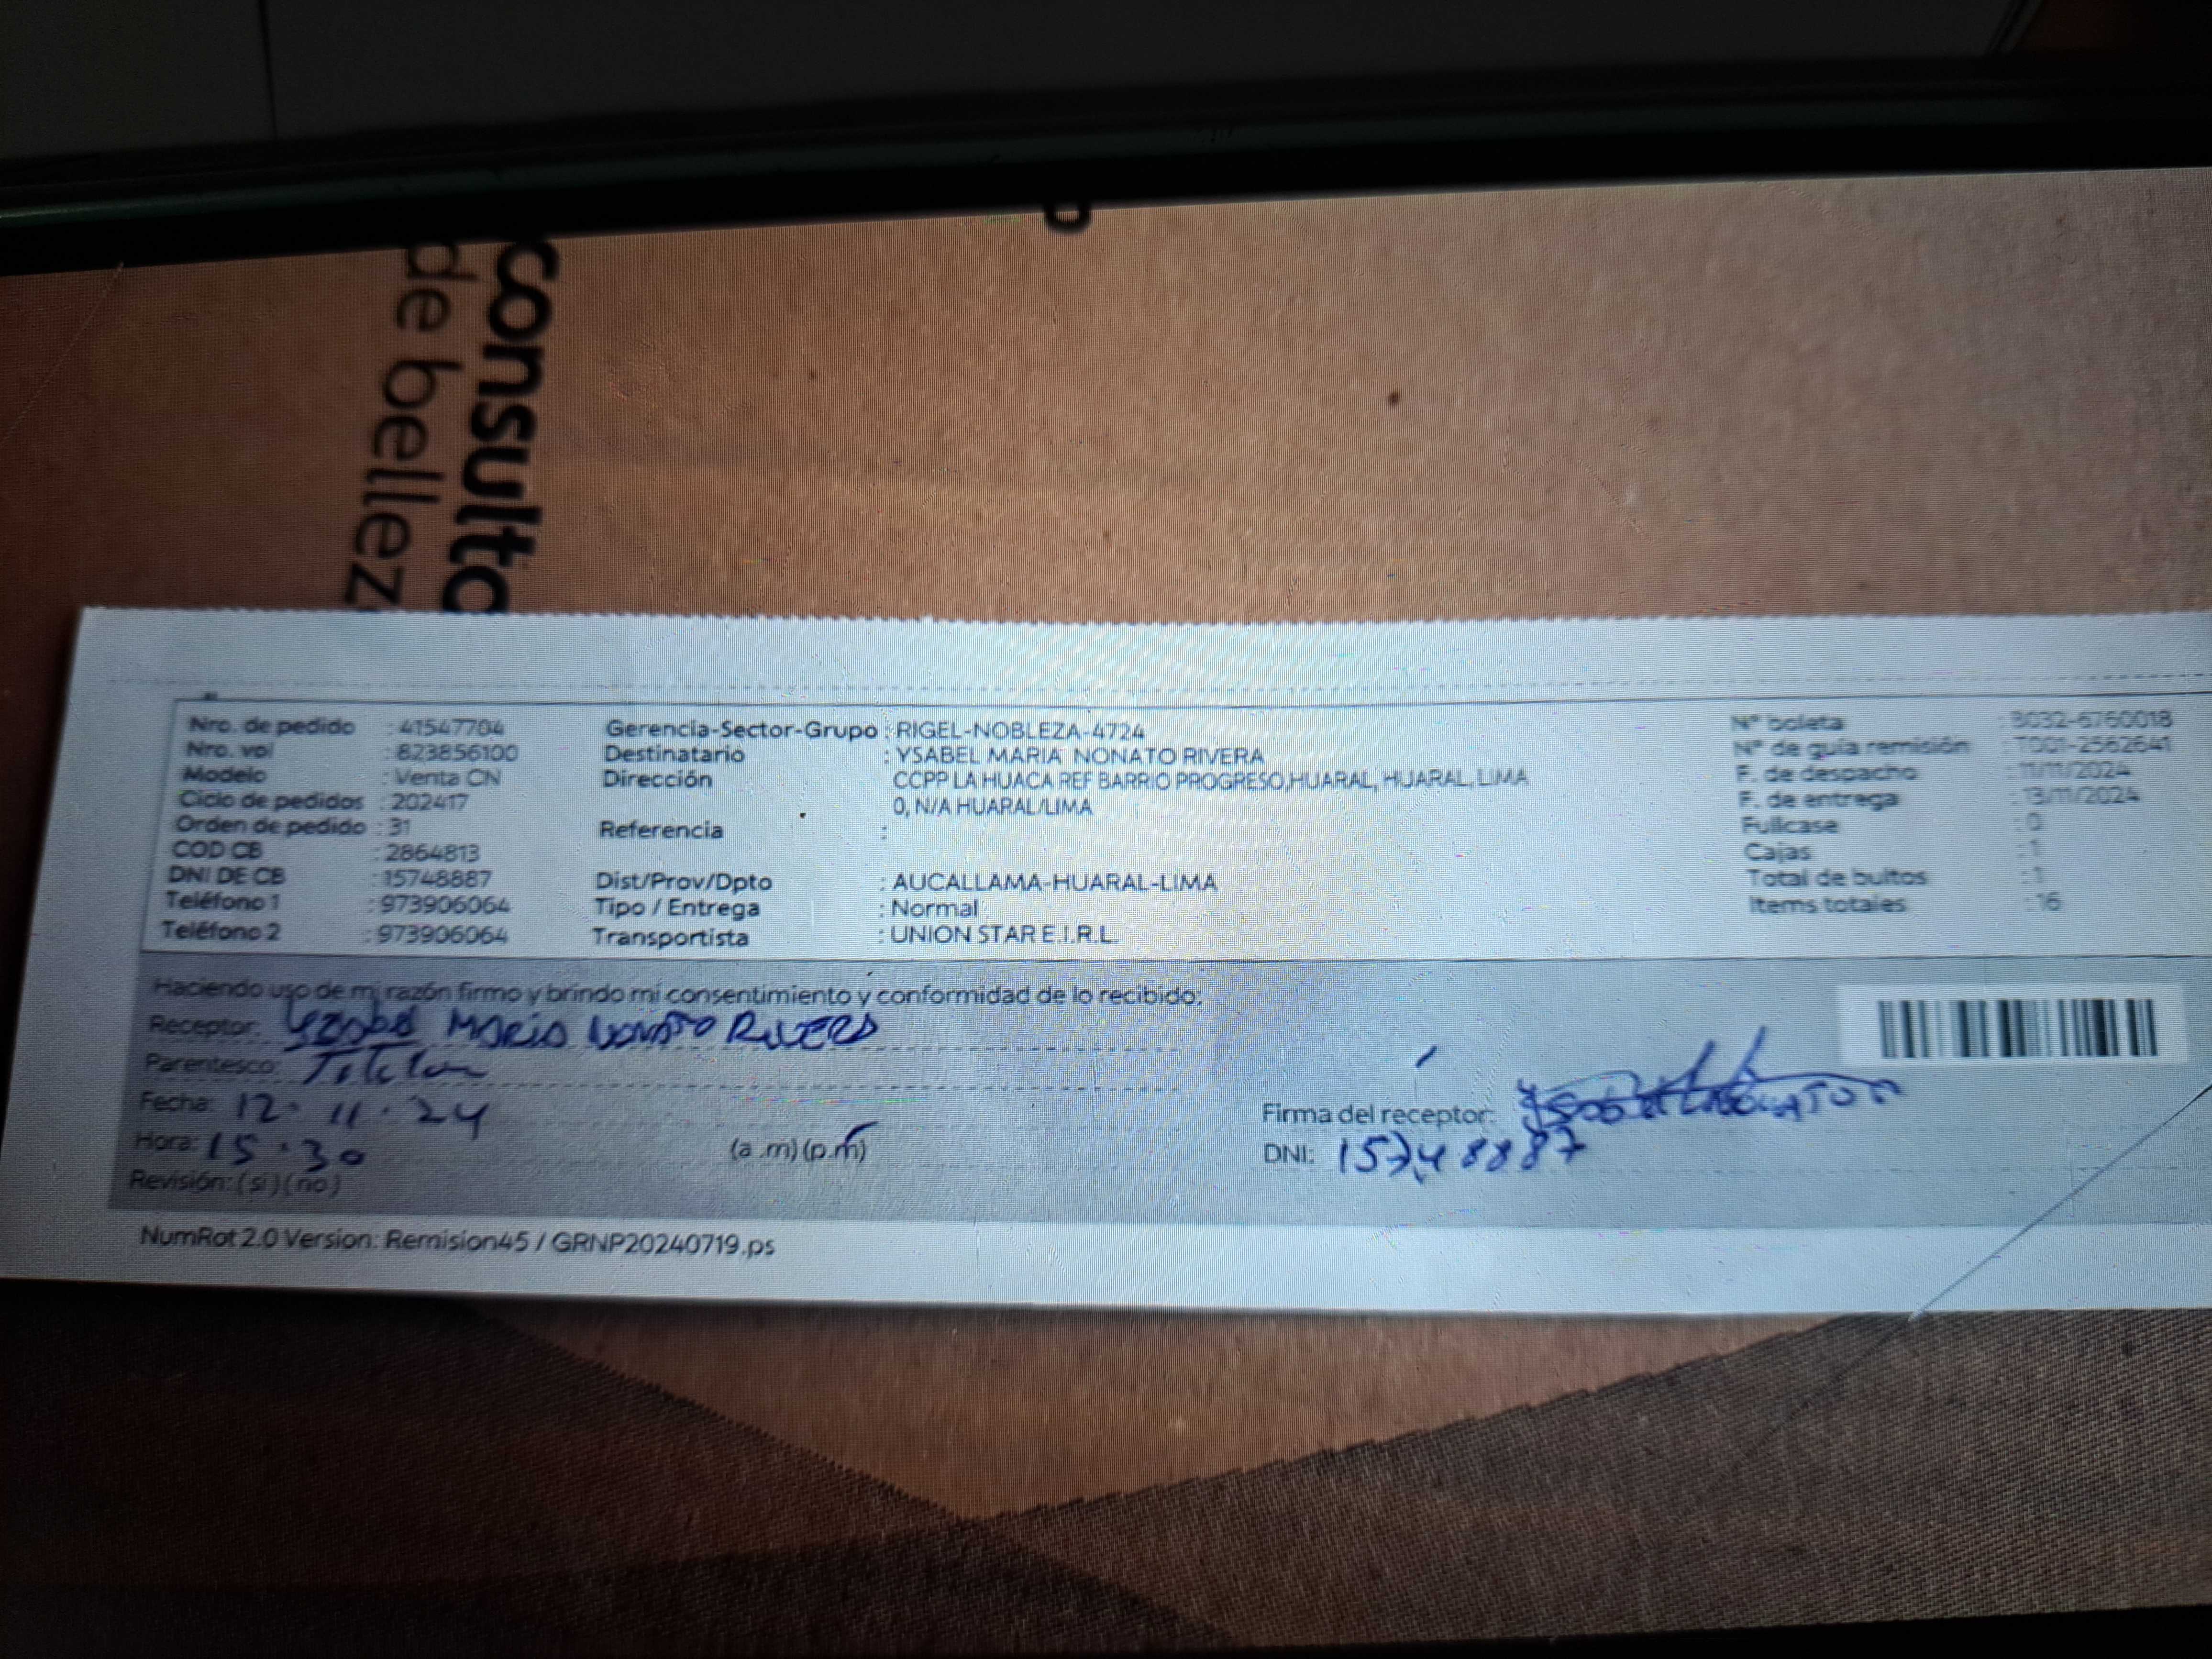 consulto
de bellez
Nro. de pedido : 41547704
Nro. vol : 823856100
Modelo : Venta CN
Ciclo de pedidos : 202417
Orden de pedido : 31
COD CB : 2864813
DNI DE CB : 15748887
Teléfono 1 : 973906064
Teléfono 2 : 973906064
Gerencia-Sector-Grupo : RIGEL-NOBLEZA-4724
Destinatario : YSABEL MARIA NONATO RIVERA
Dirección CCPP LA HUACA REF BARRIO PROGRESO,HUARAL, HUARAL, LIMA
0, N/A HUARAL/LIMA
Referencia :
Dist/Prov/Dpto : AUCALLAMA-HUARAL-LIMA
Tipo / Entrega : Normal
Transportista : UNION STAR E.I.R.L.
N° boleta : B032-6760018
N° de guía remisión : T001-2562641
F. de despacho : 11/11/2024
F. de entrega : 13/11/2024
Fullcase : 0
Cajas : 1
Total de bultos : 1
Items totales : 16
Haciendo uso de mi razón firmo y brindo mi consentimiento y conformidad de lo recibido:
Receptor: MARIA NONATO RIVERA
Parentesco: Titular
Fecha: 12. 11. 24
Hora: 15.30 (a.m) (p.m)
Revisión: (si) (no)
Firma del receptor:
DNI: 15748887
NumRot 2.0 Version: Remision45 / GRNP20240719.ps